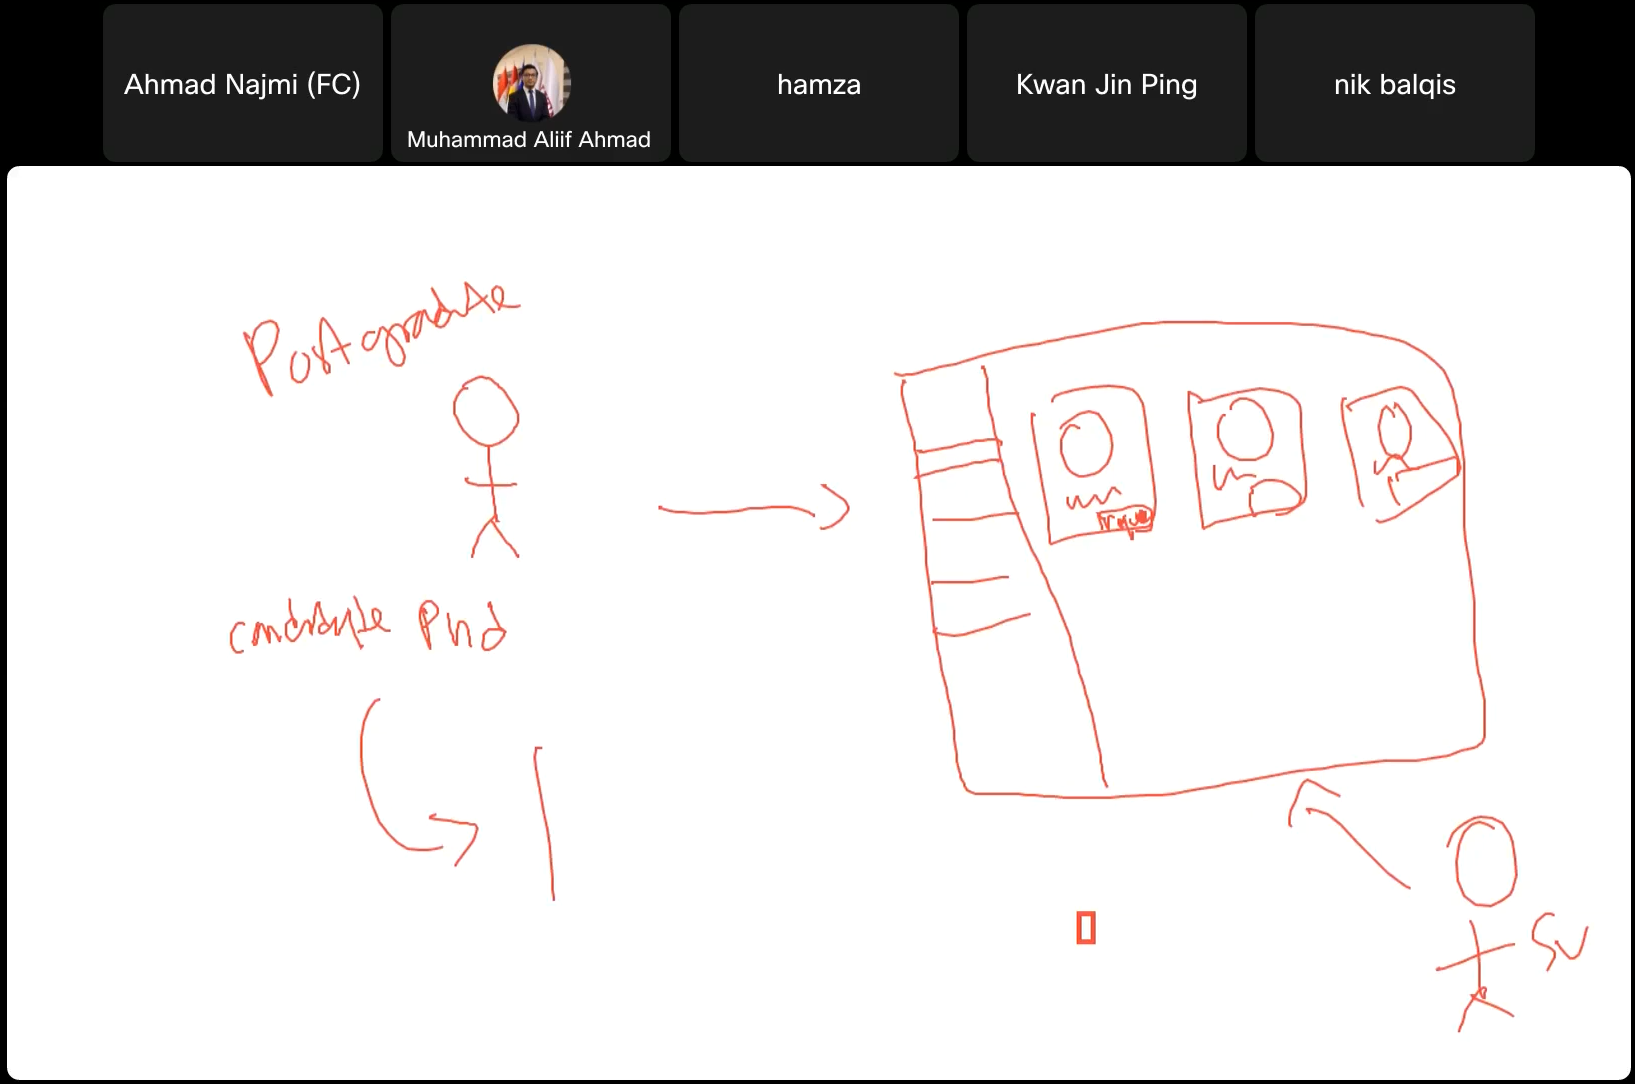 Ahmad Najmi (FC)
Muhammad Aliif Ahmad
hamza
Kwan Jin Ping
nik balqis
Postgraduate
candidate Phd
SV